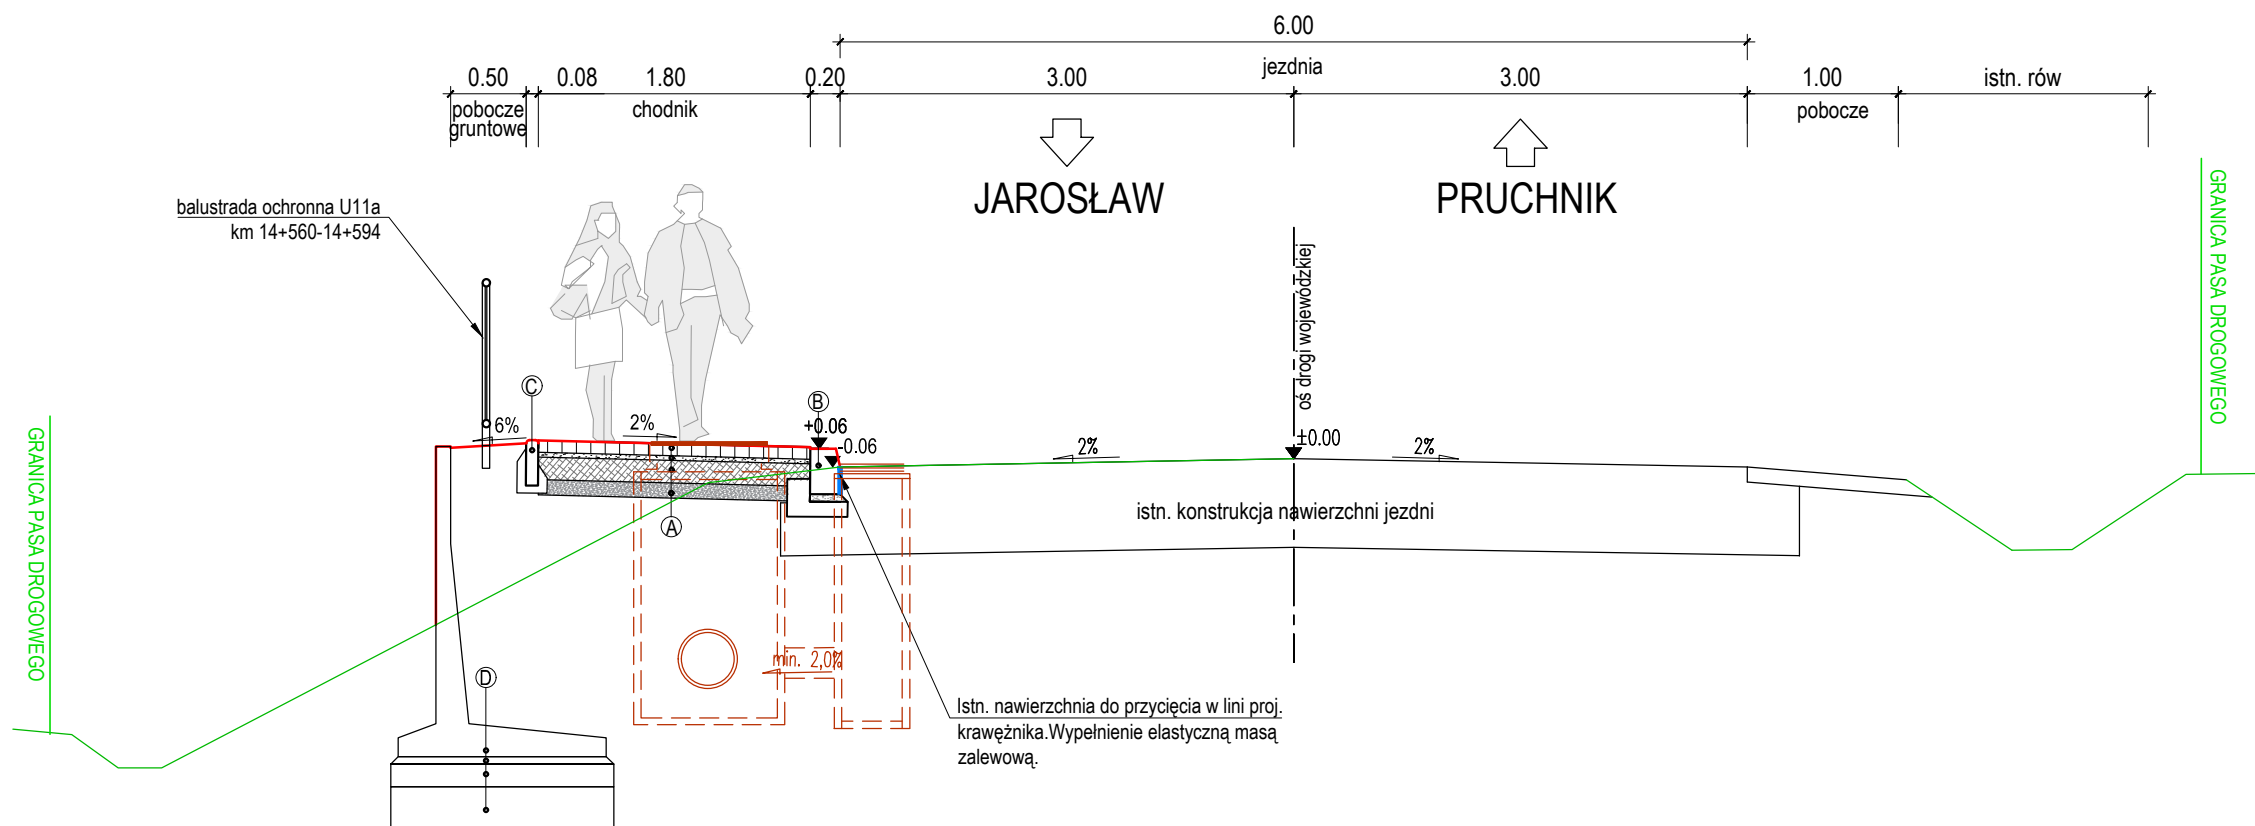 6.00
jezdnia
0.50
0.08
1.80
0.20
3.00
3.00
1.00
istn. rów
pobocze
gruntowe
chodnik
pobocze
JAROSŁAW
PRUCHNIK
balustrada ochronna U11a
km 14+560-14+594
oś drogi wojewódzkiej
GRANICA PASA DROGOWEGO
GRANICA PASA DROGOWEGO
C
B
6%
2%
+0.06
-0.06
2%
±0.00
2%
A
istn. konstrukcja nawierzchni jezdni
min. 2,0%
D
Istn. nawierzchnia do przycięcia w lini proj.
krawężnika.Wypełnienie elastyczną masą
zalewową.